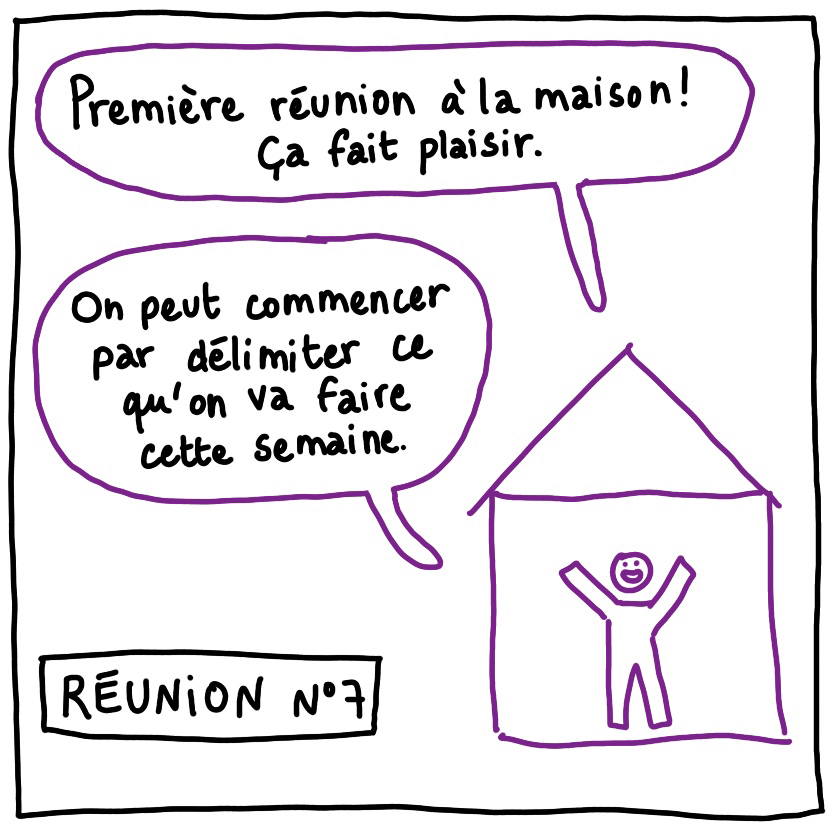 Première réunion à la maison!
Ça fait plaisir.
On peut commencer
par délimiter ce
qu'on va faire
cette semaine.
RÉUNiON N°7